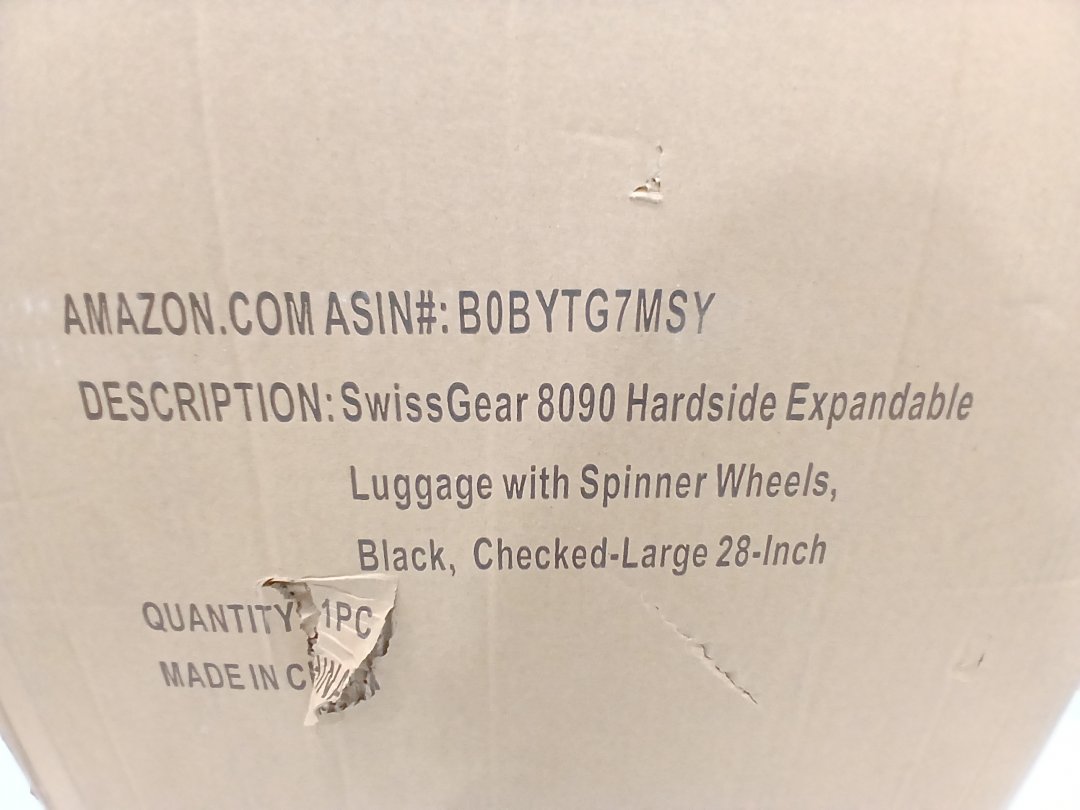 AMAZON.COM ASIN#: B0BYTG7MSY
DESCRIPTION: SwissGear 8090 Hardside Expandable
Luggage with Spinner Wheels,
Black, Checked-Large 28-Inch
QUANTITY 1PC
MADE IN CHINA